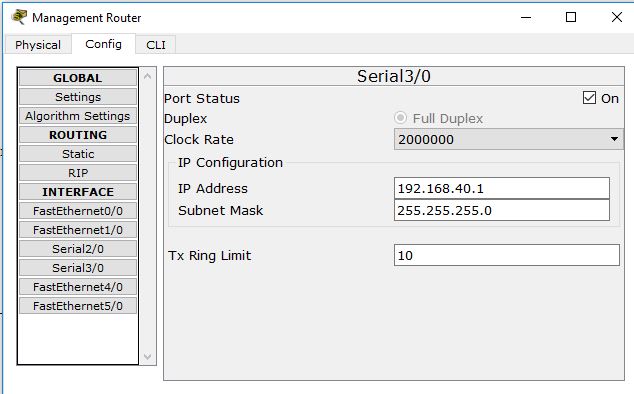 Management Router
Physical Config CLI
GLOBAL
Settings
Algorithm Settings
ROUTING
Static
RIP
INTERFACE
FastEthernet0/0
FastEthernet1/0
Serial2/0
Serial3/0
FastEthernet4/0
FastEthernet5/0
Serial3/0
Port Status On
Duplex Full Duplex
Clock Rate 2000000
IP Configuration
IP Address 192.168.40.1
Subnet Mask 255.255.255.0
Tx Ring Limit 10